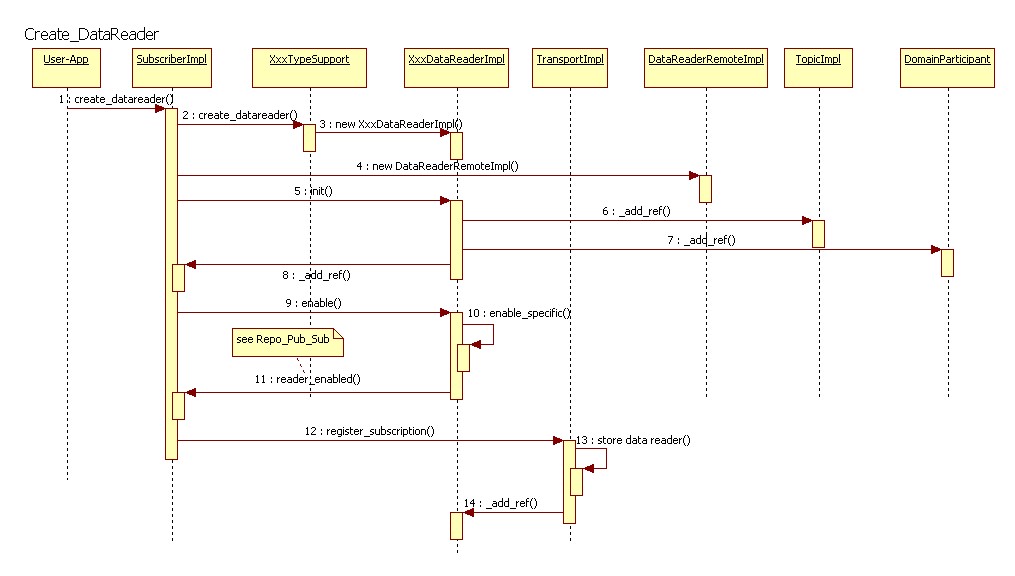 Create_DataReader
User-App
SubscriberImpl
XxxTypeSupport
XxxDataReaderImpl
TransportImpl
DataReaderRemoteImpl
TopicImpl
DomainParticipant
1 : create_datareader()
2 : create_datareader()
3 : new XxxDataReaderImpl()
4 : new DataReaderRemoteImpl()
5 : init()
6 : _add_ref()
7 : _add_ref()
8 : _add_ref()
9 : enable()
10 : enable_specific()
see Repo_Pub_Sub
11 : reader_enabled()
12 : register_subscription()
13 : store data reader()
14 : _add_ref()